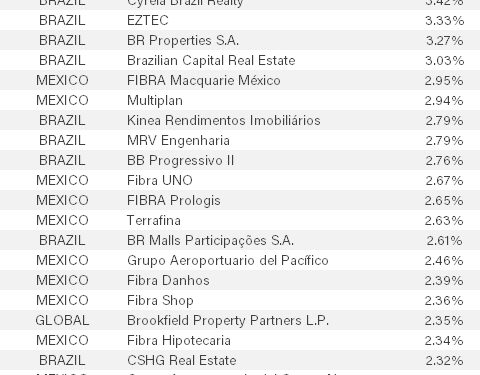 BRAZIL Cyrela Brazil Realty 3.42%
BRAZIL EZTEC 3.33%
BRAZIL BR Properties S.A. 3.27%
BRAZIL Brazilian Capital Real Estate 3.03%
MEXICO FIBRA Macquarie México 2.95%
MEXICO Multiplan 2.94%
BRAZIL Kinea Rendimentos Imobiliários 2.79%
BRAZIL MRV Engenharia 2.79%
BRAZIL BB Progressivo II 2.76%
MEXICO Fibra UNO 2.67%
MEXICO FIBRA Prologis 2.65%
MEXICO Terrafina 2.63%
BRAZIL BR Malls Participações S.A. 2.61%
MEXICO Grupo Aeroportuario del Pacífico 2.46%
MEXICO Fibra Danhos 2.39%
MEXICO Fibra Shop 2.36%
GLOBAL Brookfield Property Partners L.P. 2.35%
MEXICO Fibra Hipotecaria 2.34%
BRAZIL CSHG Real Estate 2.32%